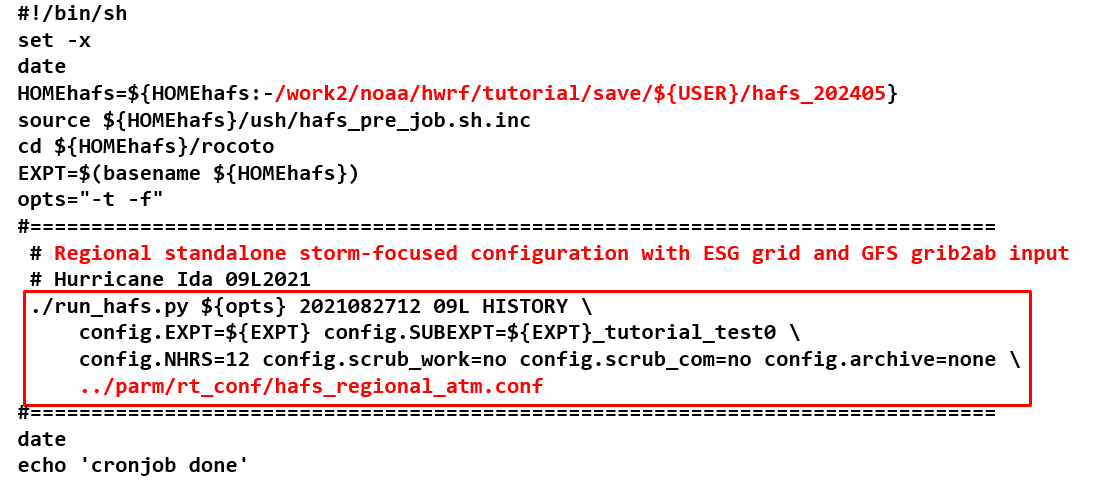 #!/bin/sh
set -x
date
HOMEhafs=${HOMEhafs:-/work2/noaa/hwrf/tutorial/save/${USER}/hafs_202405}
source ${HOMEhafs}/ush/hafs_pre_job.sh.inc
cd ${HOMEhafs}/rocoto
EXPT=$(basename ${HOMEhafs})
opts="-t -f"
#===============================================================================
# Regional standalone storm-focused configuration with ESG grid and GFS grib2ab input
# Hurricane Ida 09L2021
./run_hafs.py ${opts} 2021082712 09L HISTORY \
config.EXPT=${EXPT} config.SUBEXPT=${EXPT}_tutorial_test0 \
config.NHRS=12 config.scrub_work=no config.scrub_com=no config.archive=none \
../parm/rt_conf/hafs_regional_atm.conf
#===============================================================================
date
echo 'cronjob done'